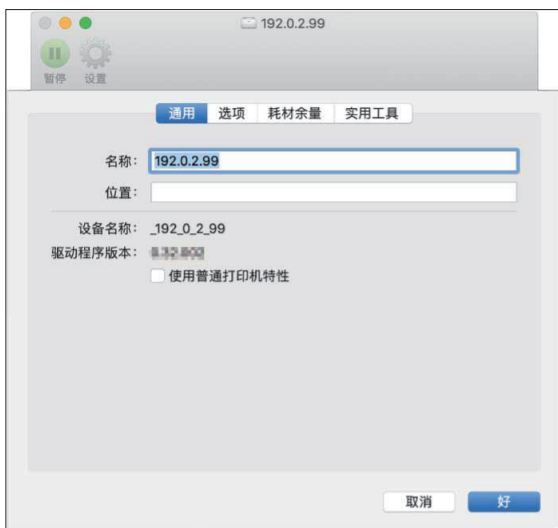 192.0.2.99
暂停 设置
通用 选项 耗材余量 实用工具
名称: 192.0.2.99
位置:
设备名称: _192_0_2_99
驱动程序版本:
使用普通打印机特性
取消 好